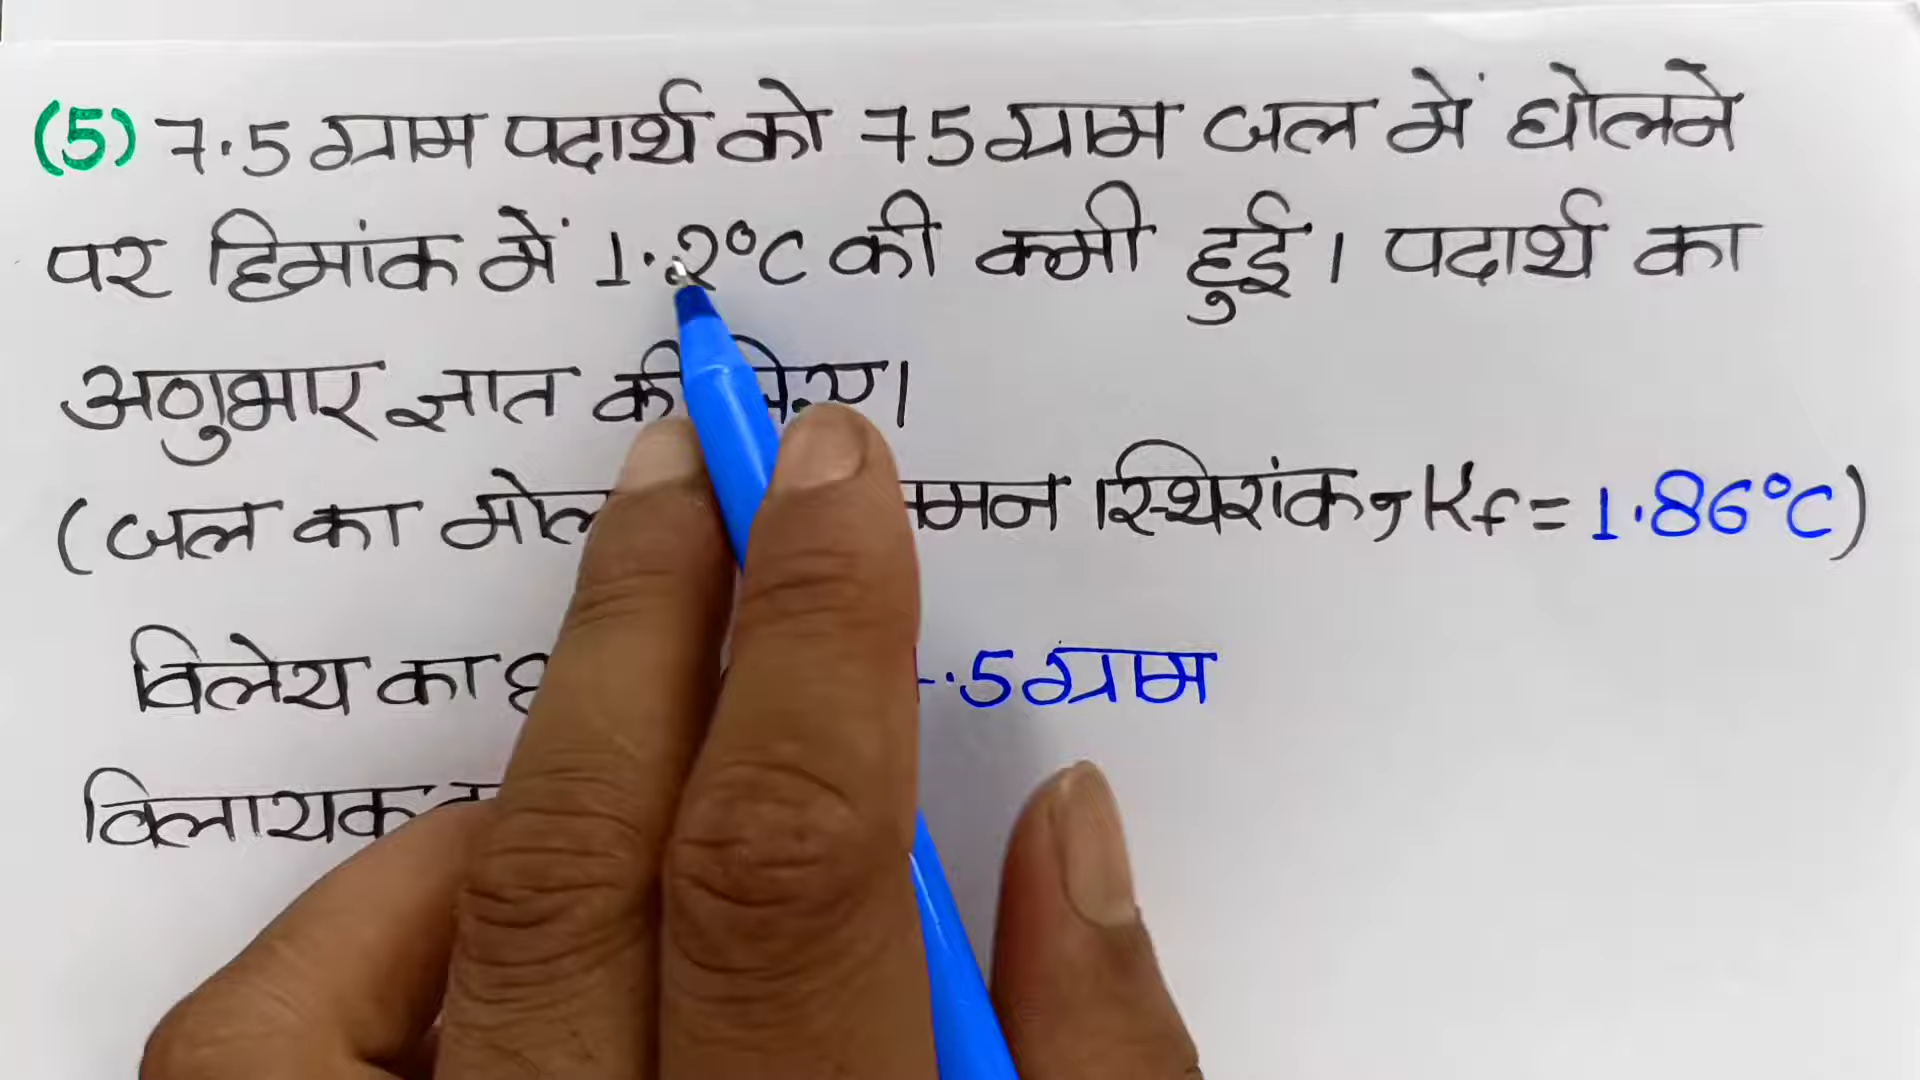 (5) 7.5 ग्राम पदार्थ को 75 ग्राम जल में घोलने
पर हिमांक में 1.2°C की कमी हुई। पदार्थ का
अणुभार ज्ञात
(जल का स्थिरांक, Kf = 1.86°C)
विलेय का .5 ग्राम
विलायक